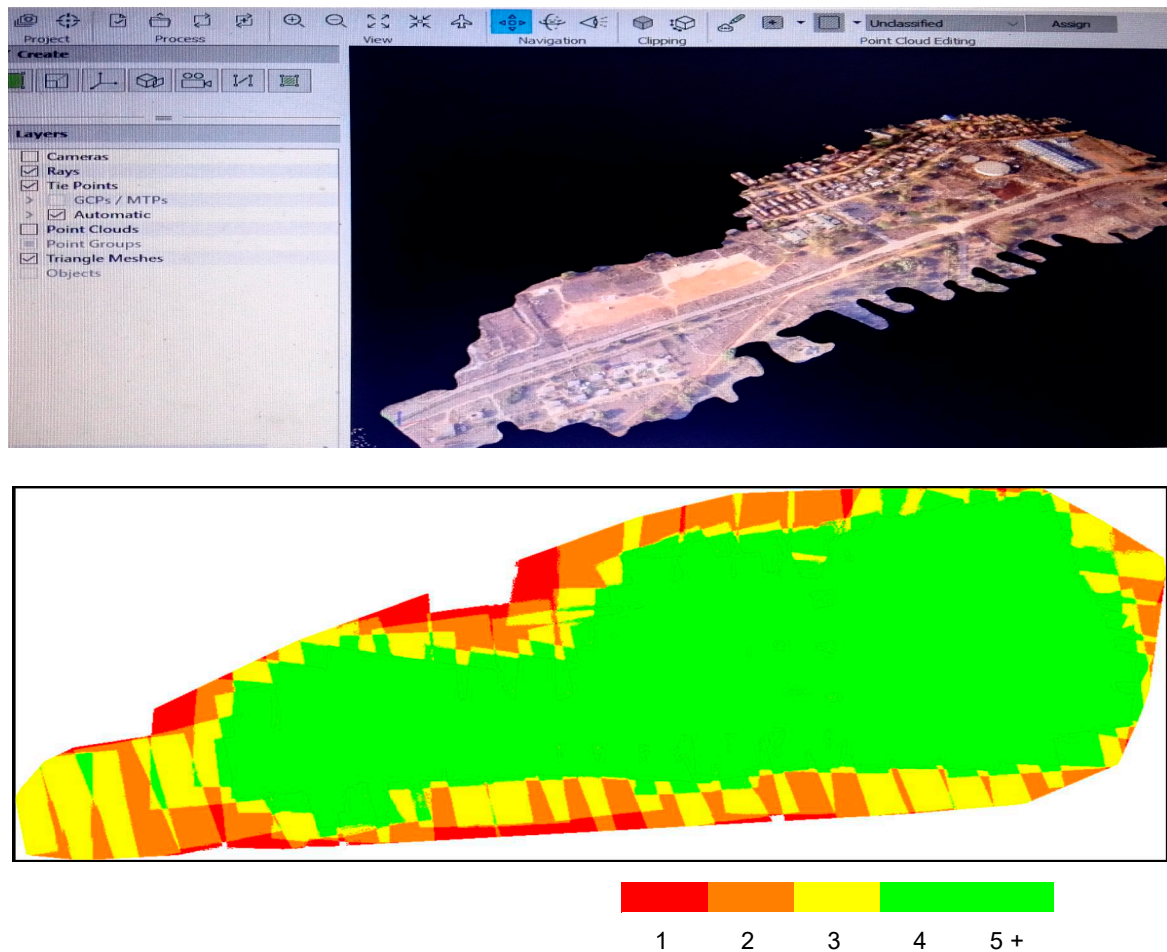 Project
Process
View
Navigation
Clipping
Unclassified
Assign
Point Cloud Editing
Create
Layers
Cameras
Rays
Tie Points
GCPs / MTPs
Automatic
Point Clouds
Point Groups
Triangle Meshes
Objects
1 2 3 4 5 +